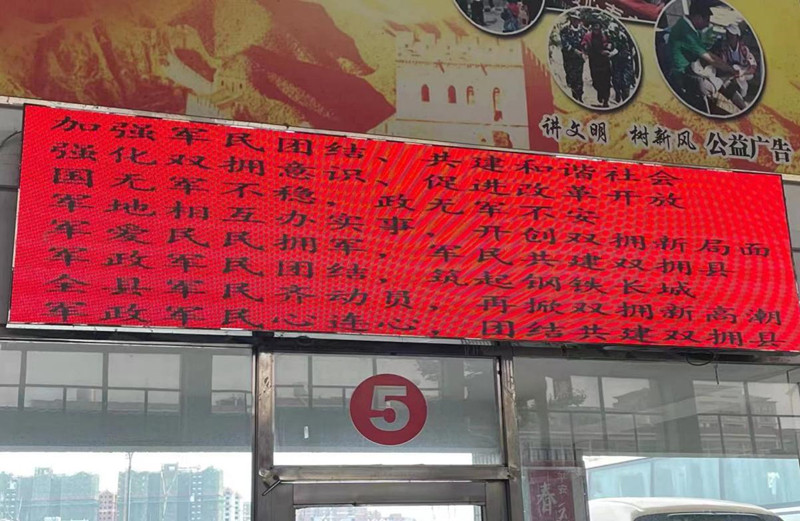 讲文明 树新风 公益广告
加强军民团结、共建和谐社会
强化双拥意识、促进改革开放
国无军不稳，政无军不安
军地相互办实事，开创双拥新局面
军爱民民拥军，军民共建双拥县
军政军民团结，筑起钢铁长城
全县军民齐动员，再掀双拥新高潮
军政军民心连心，团结共建双拥县
5
春